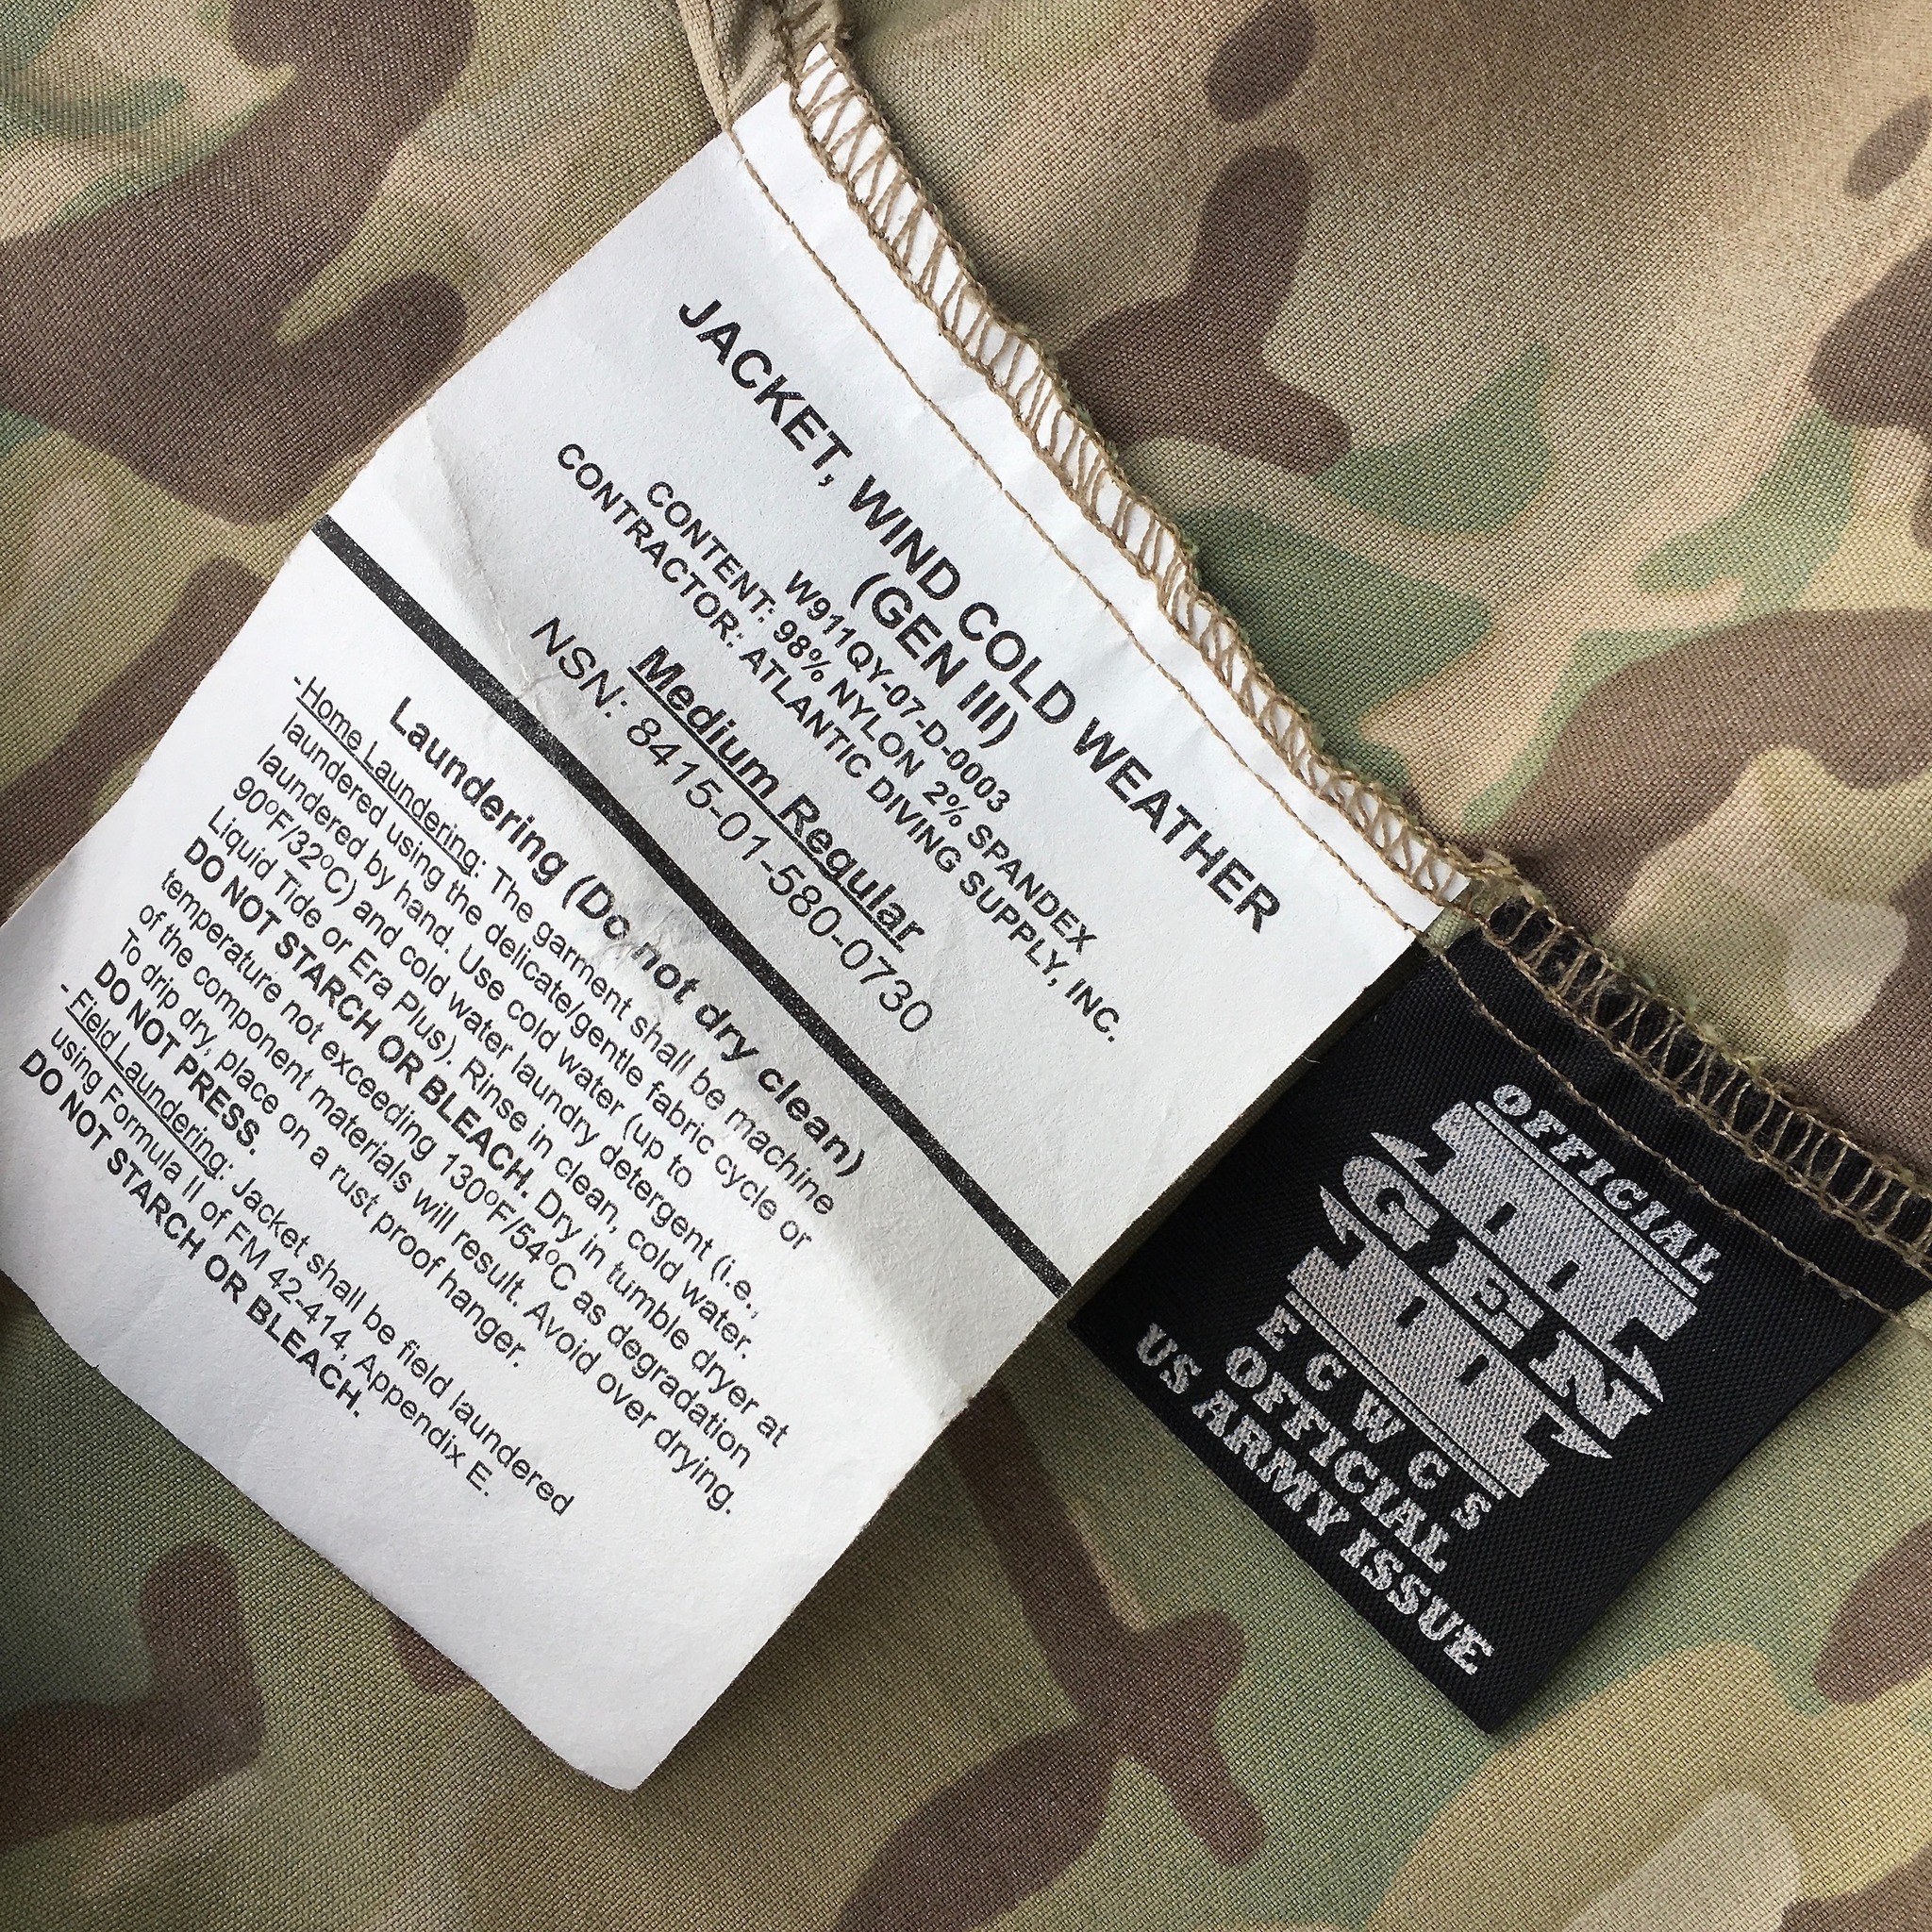 JACKET, WIND COLD WEATHER
(GEN III)
W911QY-07-D-0003
CONTENT: 98% NYLON 2% SPANDEX
CONTRACTOR: ATLANTIC DIVING SUPPLY, INC.
Medium Regular
NSN: 8415-01-580-0730
Laundering (Do not dry clean)
-Home Laundering: The garment shall be machine
laundered using the delicate/gentle fabric cycle or
laundered by hand. Use cold water (up to
90ºF/32ºC) and cold water laundry detergent (i.e.,
Liquid Tide or Era Plus). Rinse in clean, cold water.
DO NOT STARCH OR BLEACH. Dry in tumble dryer at
temperature not exceeding 130ºF/54ºC as degradation
of the component materials will result. Avoid over drying.
To drip dry, place on a rust proof hanger.
DO NOT PRESS.
- Field Laundering: Jacket shall be field laundered
using Formula II of FM 42-414, Appendix E.
DO NOT STARCH OR BLEACH.
OFFICIAL
GEN
III
ECWCS
OFFICIAL
US ARMY ISSUE